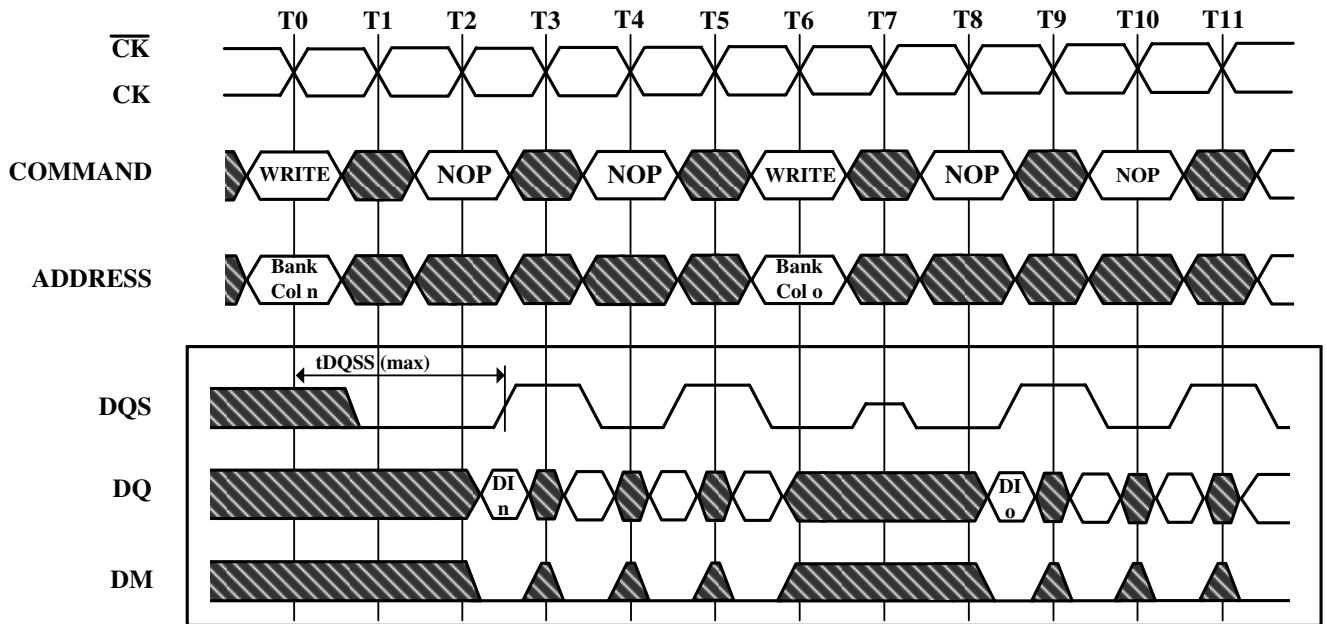 T0 T1 T2 T3 T4 T5 T6 T7 T8 T9 T10 T11
CK
CK
COMMAND WRITE NOP NOP WRITE NOP NOP
ADDRESS Bank Col n Bank Col o
tDQSS (max)
DQS
DQ DI n DI o
DM